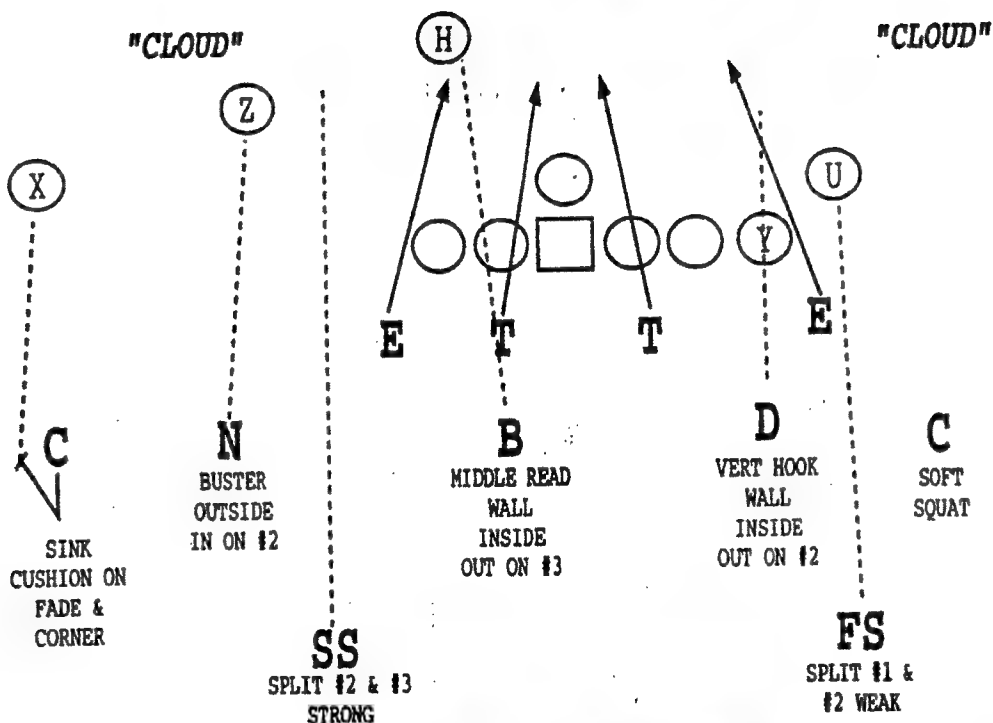 "CLOUD" H "CLOUD"
Z
X U
Y
E T T E
C N B D C
BUSTER
OUTSIDE
IN ON #2
MIDDLE READ
WALL
INSIDE
OUT ON #3
VERT HOOK
WALL
INSIDE
OUT ON #2
SOFT
SQUAT
SINK
CUSHION ON
FADE &
CORNER
SS
SPLIT #2 & #3
STRONG
FS
SPLIT #1 &
#2 WEAK